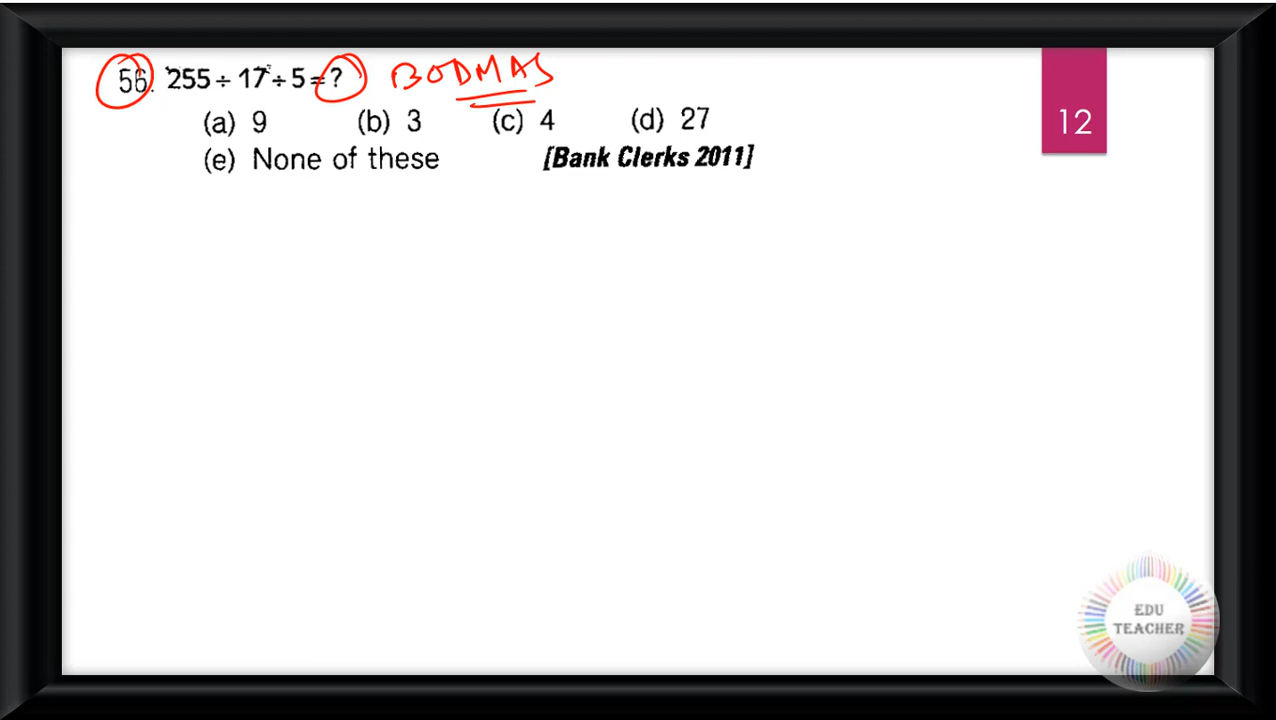 56. 255 ÷ 17 ÷ 5 = ? BODMAS
(a) 9 (b) 3 (c) 4 (d) 27
(e) None of these [Bank Clerks 2011]
12
EDU
TEACHER